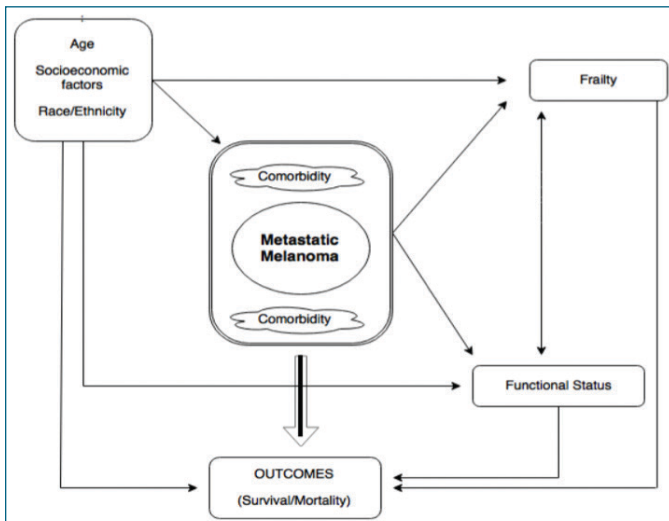 Age
Socioeconomic
factors
Race/Ethnicity
Frailty
Comorbidity
Metastatic
Melanoma
Comorbidity
Functional Status
OUTCOMES
(Survival/Mortality)